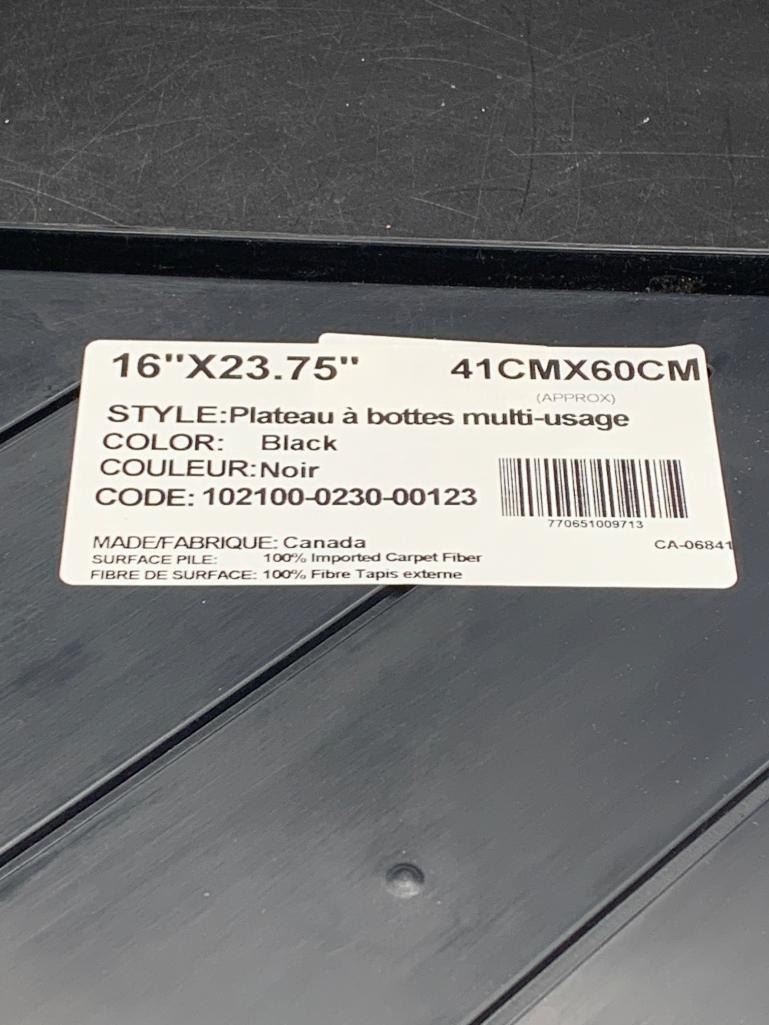 16"X23.75" 41CMX60CM
(APPROX)
STYLE:Plateau à bottes multi-usage
COLOR: Black
COULEUR:Noir
CODE: 102100-0230-00123
770651009713
MADE/FABRIQUE: Canada
CA-06841
SURFACE PILE: 100% Imported Carpet Fiber
FIBRE DE SURFACE: 100% Fibre Tapis externe